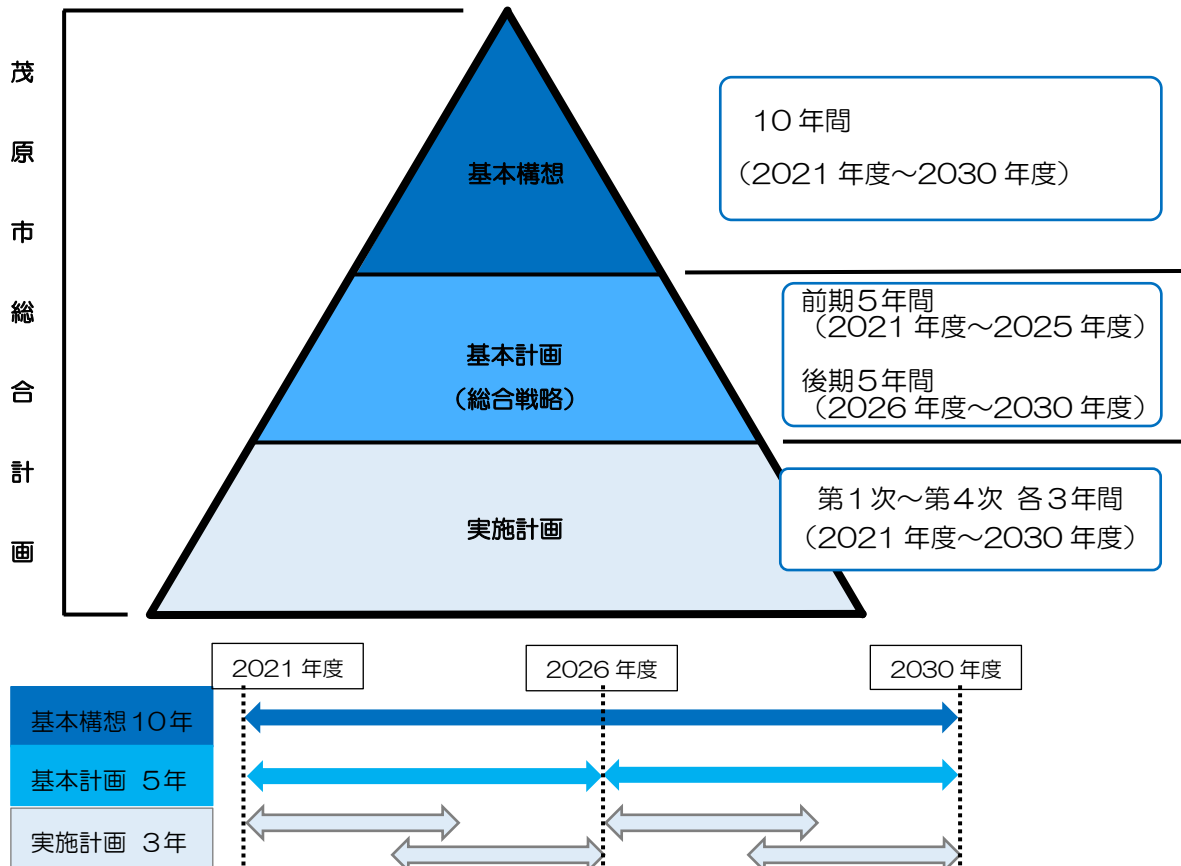 茂原市総合計画
基本構想
10年間
(2021年度~2030年度)
基本計画
(総合戦略)
前期5年間
(2021年度~2025年度)
後期5年間
(2026年度~2030年度)
実施計画
第1次~第4次 各3年間
(2021年度~2030年度)
2021年度
2026年度
2030年度
基本構想10年
基本計画 5年
実施計画 3年